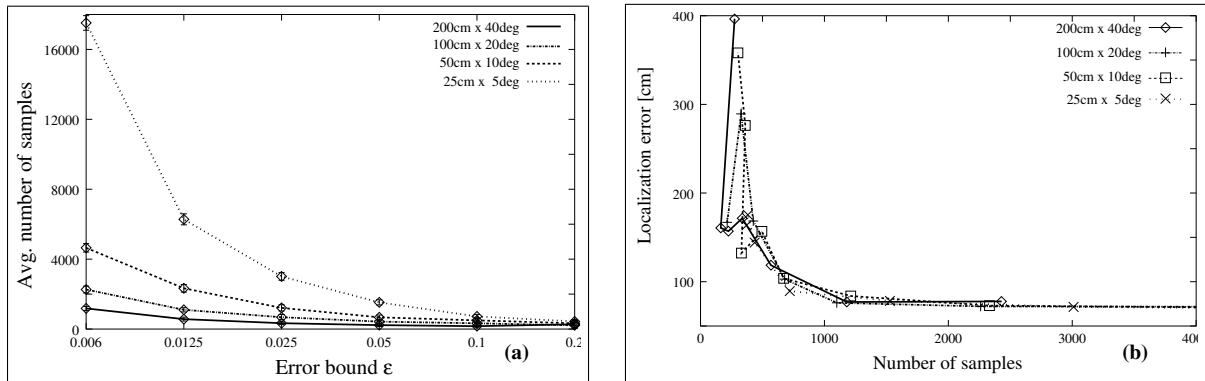 16000
12000
8000
4000
0
0.006
0.0125
0.025
0.05
0.1
0.2
Avg. number of samples
Error bound ε
200cm x 40deg
100cm x 20deg
50cm x 10deg
25cm x 5deg
(a)
400
300
200
100
0
1000
2000
3000
4000
Localization error [cm]
Number of samples
200cm x 40deg
100cm x 20deg
50cm x 10deg
25cm x 5deg
(b)